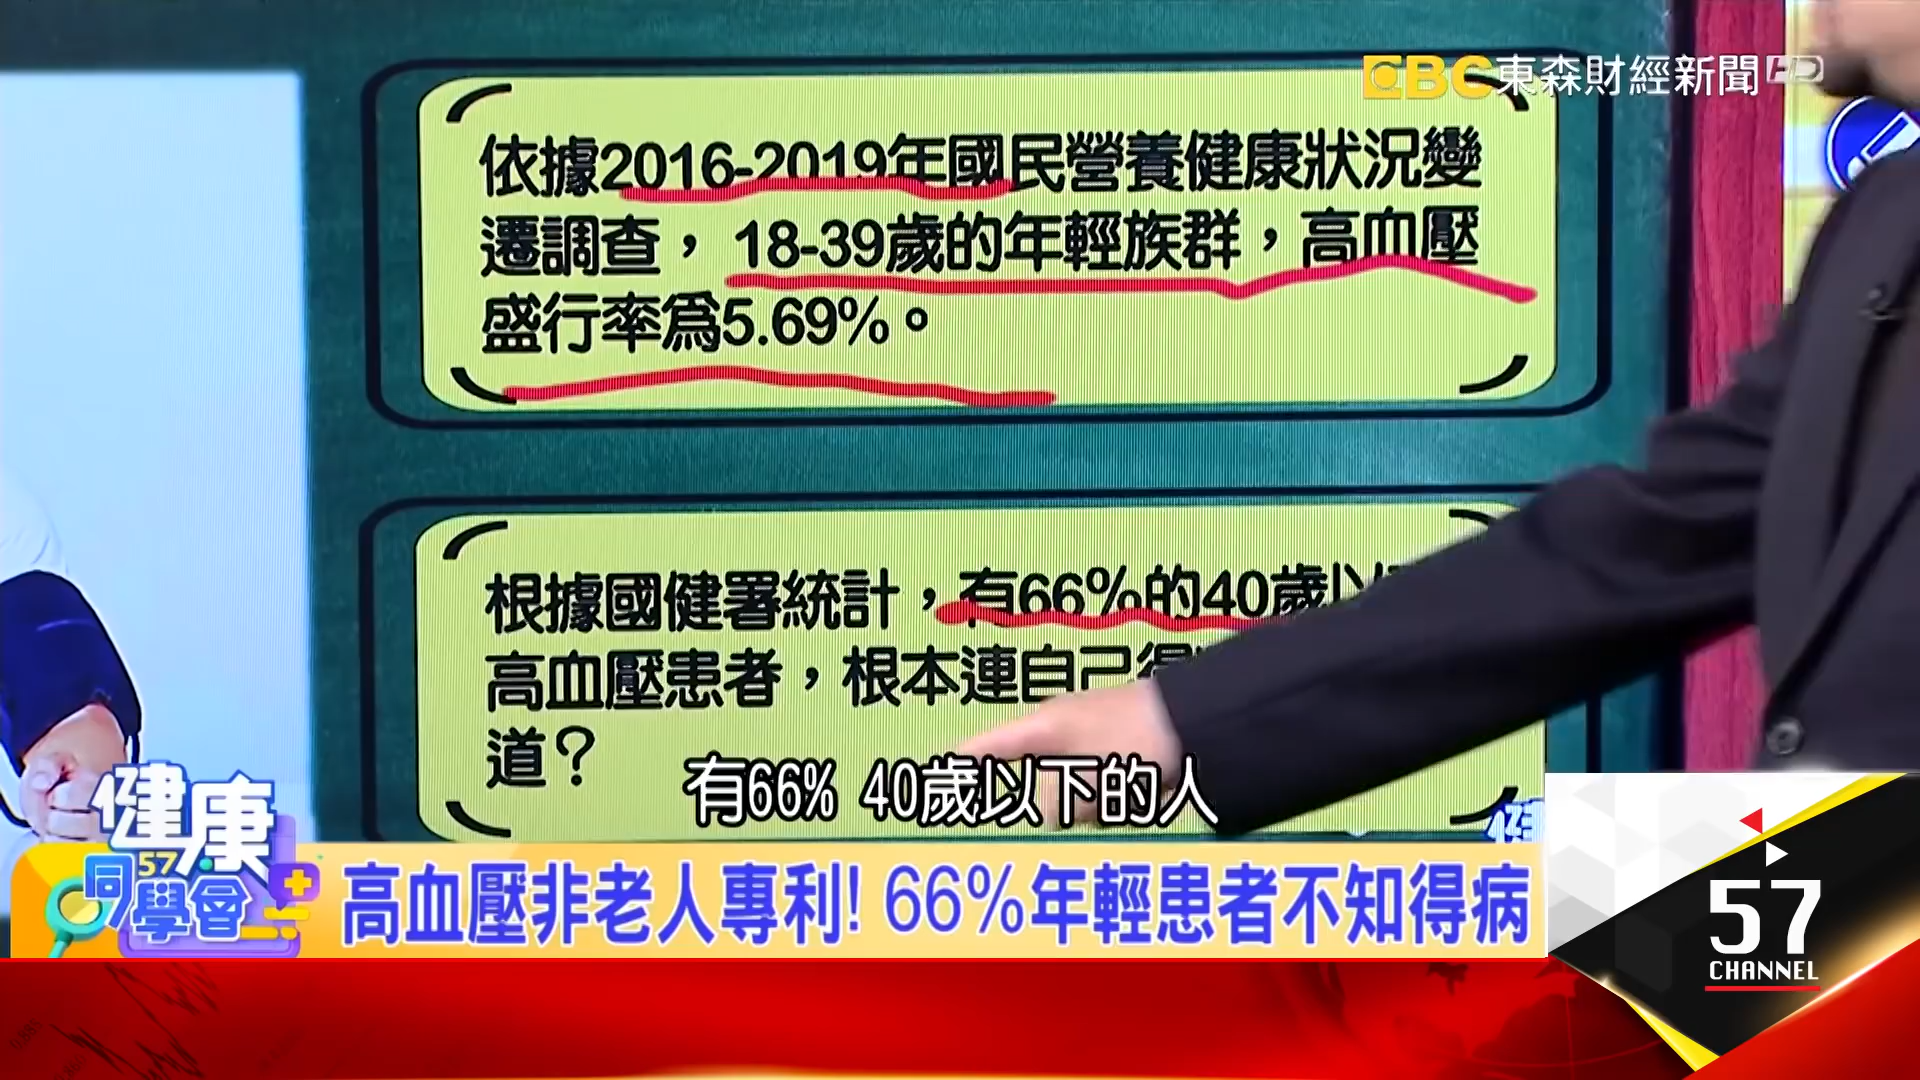 EBC東森財經新聞HD
依據2016-2019年國民營養健康狀況變
遷調查，18-39歲的年輕族群，高血壓
盛行率為5.69%。
根據國健署統計，有66%的40歲以
高血壓患者，根本連自己得
道？
有66% 40歲以下的人
健康
57
同學會
高血壓非老人專利！66%年輕患者不知得病
57
CHANNEL